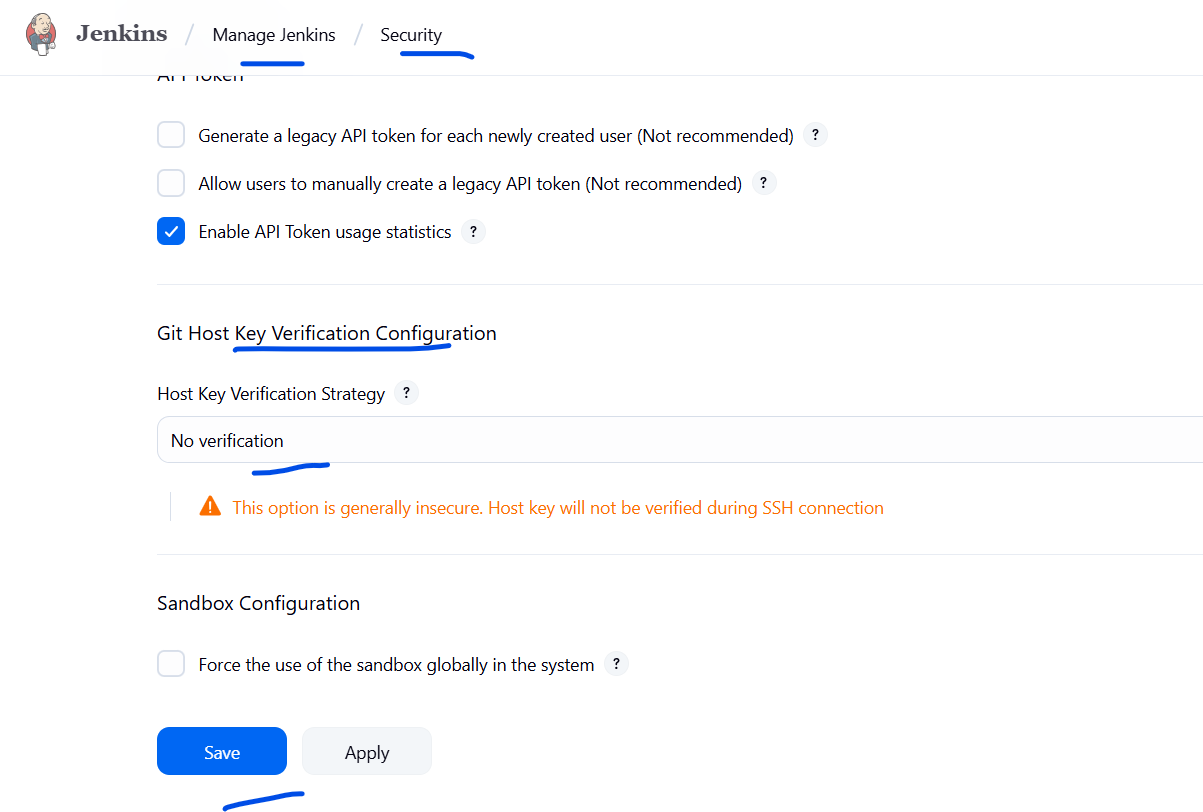 Jenkins / Manage Jenkins / Security
API Token
Generate a legacy API token for each newly created user (Not recommended) ?
Allow users to manually create a legacy API token (Not recommended) ?
Enable API Token usage statistics ?
Git Host Key Verification Configuration
Host Key Verification Strategy ?
No verification
This option is generally insecure. Host key will not be verified during SSH connection
Sandbox Configuration
Force the use of the sandbox globally in the system ?
Save Apply